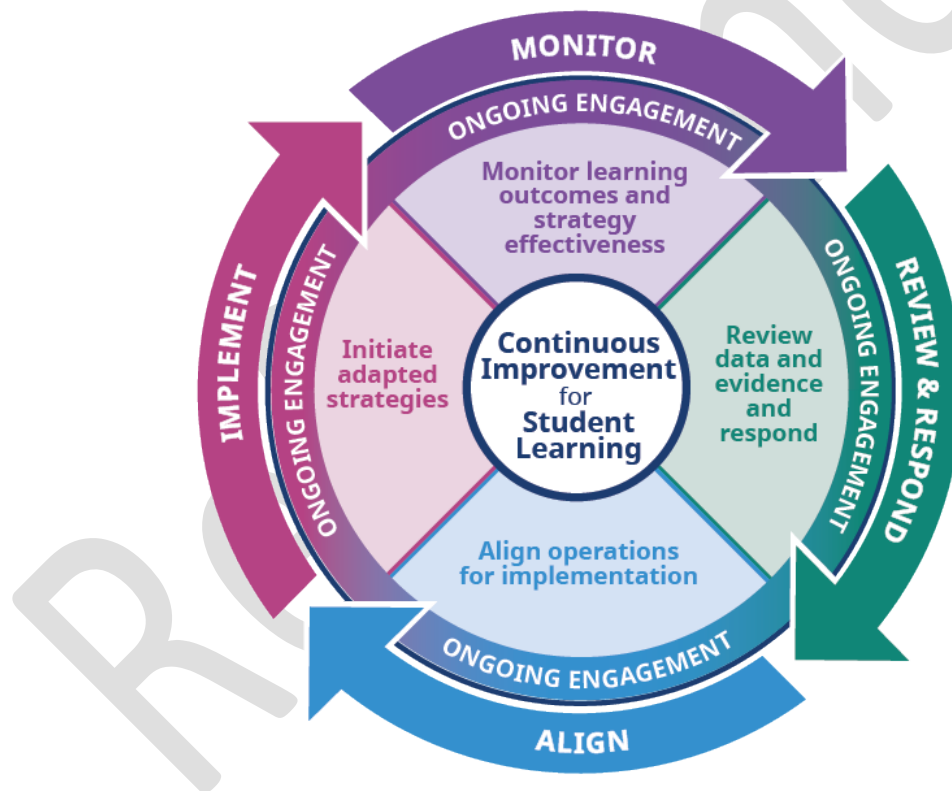 MONITOR
ONGOING ENGAGEMENT
Monitor learning
outcomes and
strategy
effectiveness
REVIEW & RESPOND
ONGOING ENGAGEMENT
Review
data and
evidence
and
respond
ALIGN
ONGOING ENGAGEMENT
Align operations
for implementation
IMPLEMENT
ONGOING ENGAGEMENT
Initiate
adapted
strategies
Continuous
Improvement
for
Student
Learning